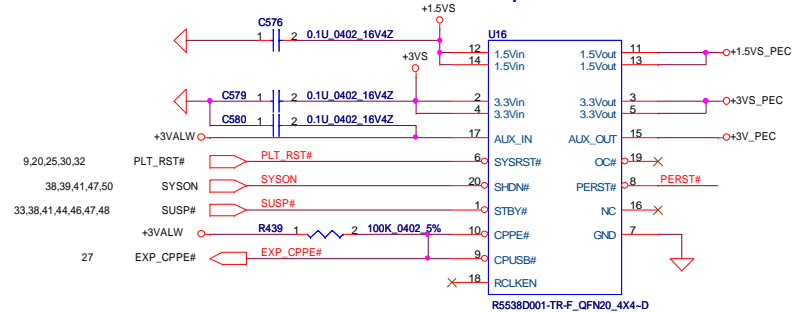 +1.5VS
C576
1 2 0.1U_0402_16V4Z
U16
12 1.5Vin 1.5Vout 11 +1.5VS_PEC
14 1.5Vin 1.5Vout 13
+3VS
C579 1 2 0.1U_0402_16V4Z
2 3.3Vin 3.3Vout 3 +3VS_PEC
4 3.3Vin 3.3Vout 5
C580 1 2 0.1U_0402_16V4Z
+3VALW 17 AUX_IN AUX_OUT 15 +3V_PEC
9,20,25,30,32 PLT_RST# PLT_RST# 6 SYSRST# OC# 19
38,39,41,47,50 SYSON SYSON 20 SHDN# PERST# 8 PERST#
33,38,41,44,46,47,48 SUSP# SUSP# 1 STBY# NC 16
+3VALW R439 1 2 100K_0402_5% 10 CPPE# GND 7
27 EXP_CPPE# EXP_CPPE# 9 CPUSB#
18 RCLKEN
R5538D001-TR-F_QFN20_4X4~D